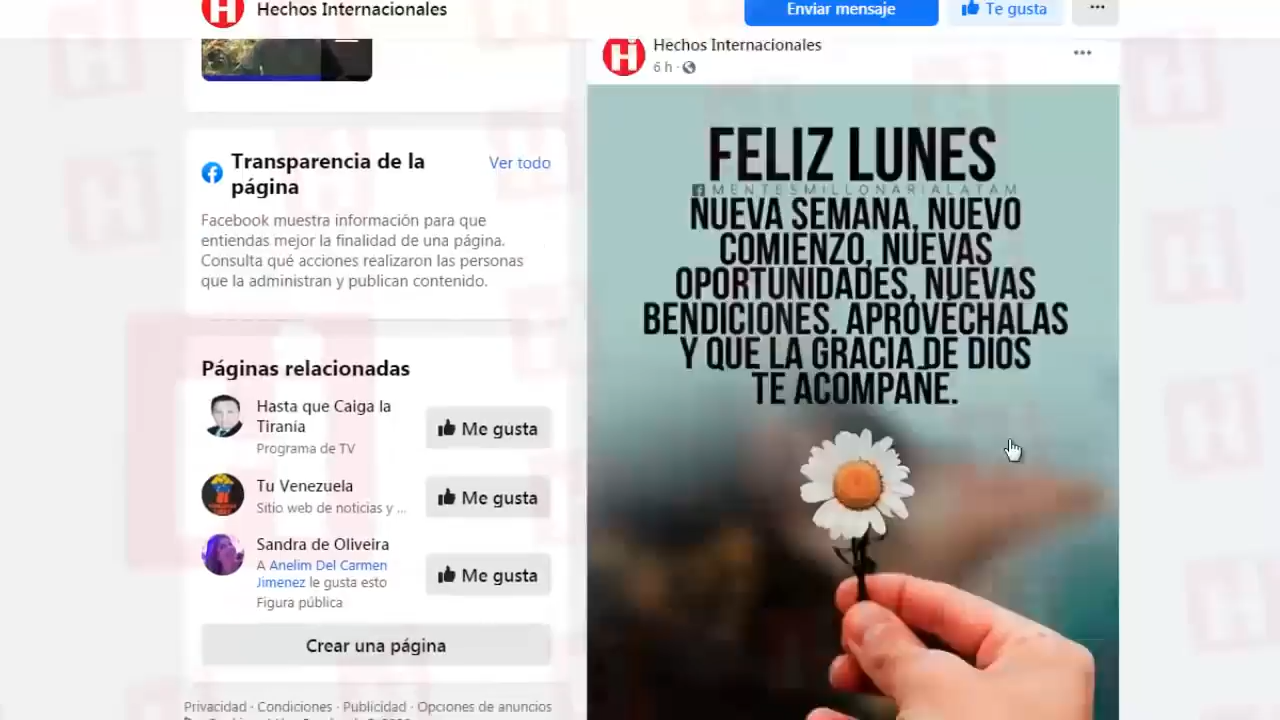 Hechos Internacionales
Enviar mensaje
Te gusta
Transparencia de la
página
Ver todo
Facebook muestra información para que
entiendas mejor la finalidad de una página.
Consulta qué acciones realizaron las personas
que la administran y publican contenido.
Páginas relacionadas
Hasta que Caiga la
Tiranía
Programa de TV
Me gusta
Tu Venezuela
Sitio web de noticias y ...
Me gusta
Sandra de Oliveira
A Anelim Del Carmen
Jimenez le gusta esto
Figura pública
Me gusta
Crear una página
Privacidad · Condiciones · Publicidad · Opciones de anuncios
Hechos Internacionales
6 h ·
FELIZ LUNES
MENTESMILLONARIALATAM
NUEVA SEMANA, NUEVO
COMIENZO, NUEVAS
OPORTUNIDADES, NUEVAS
BENDICIONES. APROVÉCHALAS
Y QUE LA GRACIA DE DIOS
TE ACOMPAÑE.